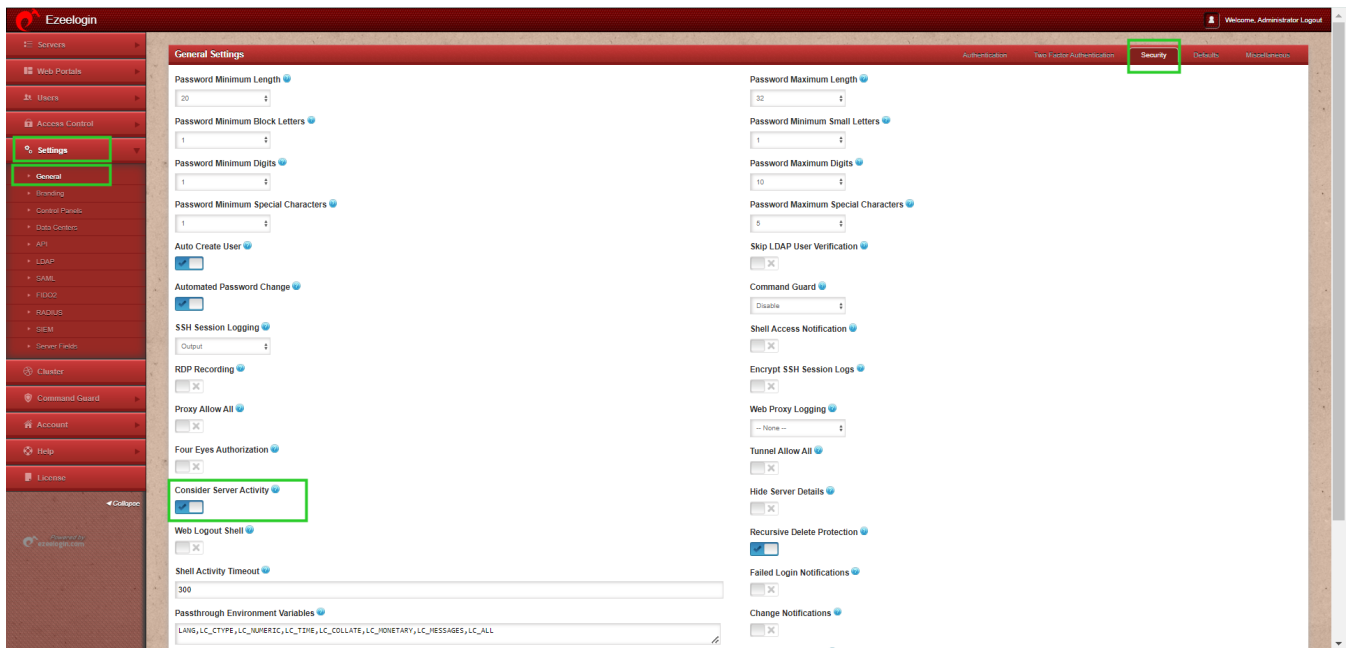 Ezeelogin
Welcome, Administrator Logout
Servers
Web Portals
Users
Access Control
Settings
General
Branding
Control Panels
Data Centers
API
LDAP
SAML
FIDO2
RADIUS
SIEM
Server Fields
Cluster
Command Guard
Account
Help
License
Collapse
Powered by
ezeelogin.com
General Settings
Authentication
Two Factor Authentication
Security
Defaults
Miscellaneous
Password Minimum Length
20
Password Maximum Length
32
Password Minimum Block Letters
1
Password Minimum Small Letters
1
Password Minimum Digits
1
Password Maximum Digits
10
Password Minimum Special Characters
1
Password Maximum Special Characters
5
Auto Create User
Skip LDAP User Verification
Automated Password Change
Command Guard
Disable
SSH Session Logging
Output
Shell Access Notification
RDP Recording
Encrypt SSH Session Logs
Proxy Allow All
Web Proxy Logging
-- None --
Four Eyes Authorization
Tunnel Allow All
Consider Server Activity
Hide Server Details
Web Logout Shell
Recursive Delete Protection
Shell Activity Timeout
300
Failed Login Notifications
Passthrough Environment Variables
LANG,LC_CTYPE,LC_NUMERIC,LC_TIME,LC_COLLATE,LC_MONETARY,LC_MESSAGES,LC_ALL
Change Notifications